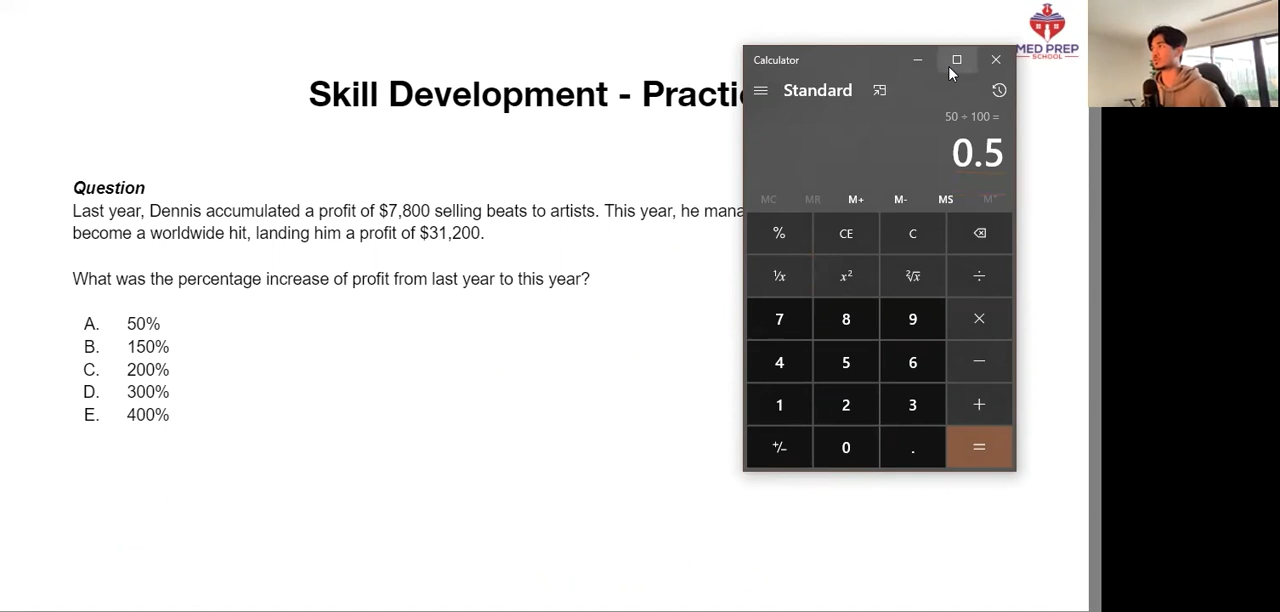 MED PREP
SCHOOL
Skill Development - Practi
Question
Last year, Dennis accumulated a profit of $7,800 selling beats to artists. This year, he mana
become a worldwide hit, landing him a profit of $31,200.
What was the percentage increase of profit from last year to this year?
A. 50%
B. 150%
C. 200%
D. 300%
E. 400%
Calculator
Standard
50 ÷ 100 =
0.5
MC MR M+ M- MS M˅
% CE C
⅟x x² ²√x ÷
7 8 9 ×
4 5 6 −
1 2 3 +
+/− 0 . =